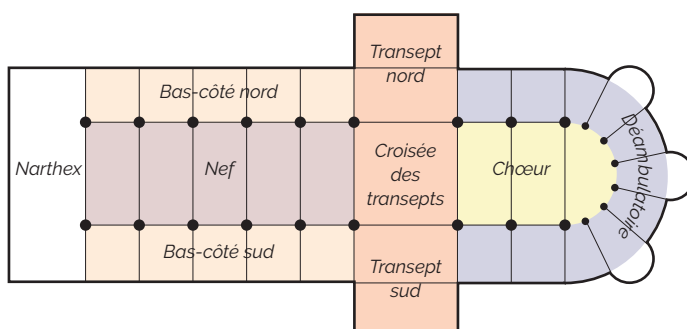 Transept
nord
Bas-côté nord
Narthex
Nef
Croisée
des
transepts
Chœur
Déambulatoire
Bas-côté sud
Transept
sud